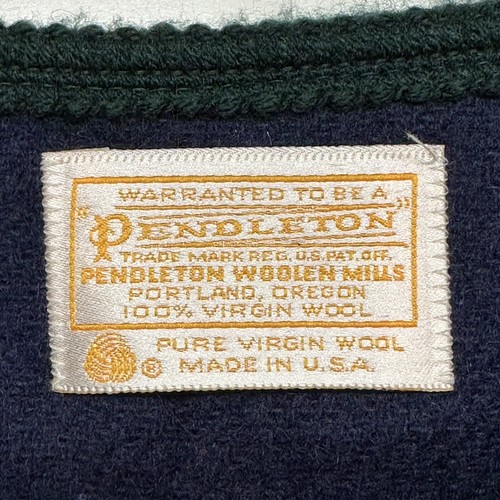 WARRANTED TO BE A
"PENDLETON"
TRADE MARK REG. U.S. PAT. OFF.
PENDLETON WOOLEN MILLS
PORTLAND, OREGON
100% VIRGIN WOOL
® PURE VIRGIN WOOL
MADE IN U.S.A.